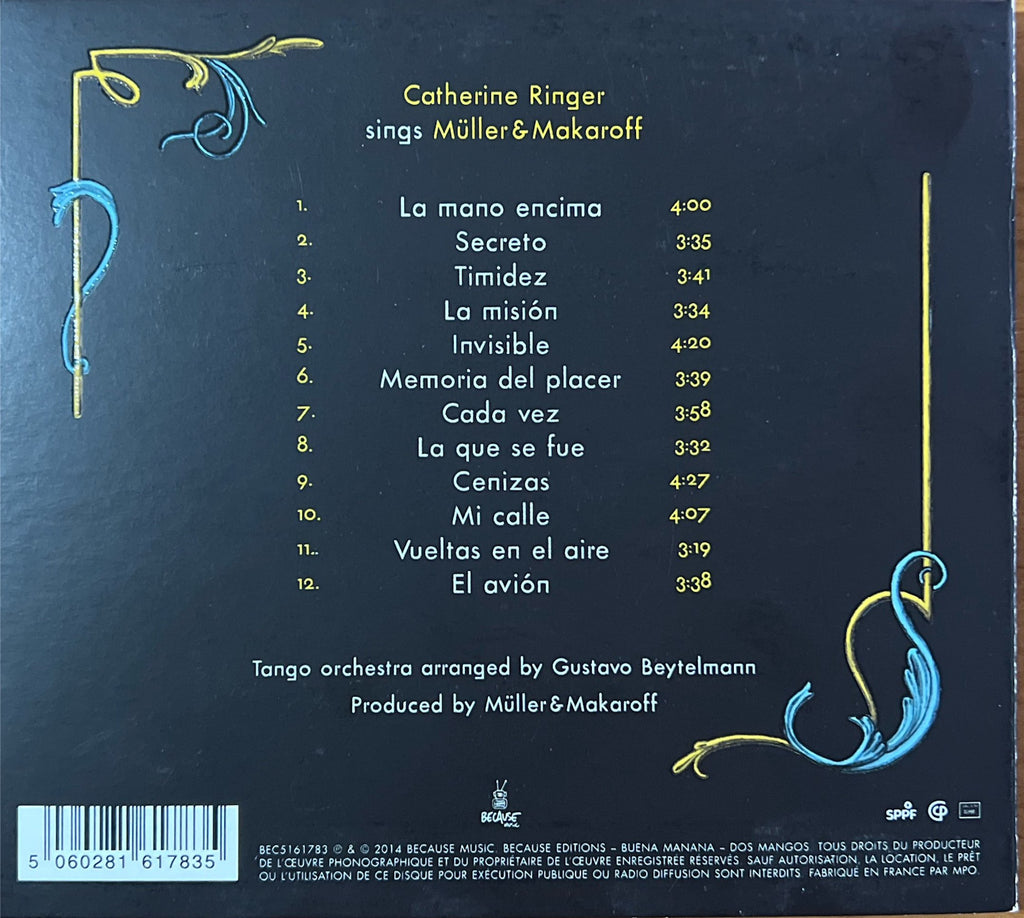 Catherine Ringer
sings Müller&Makaroff
1. La mano encima 4:00
2. Secreto 3:35
3. Timidez 3:41
4. La misión 3:34
5. Invisible 4:20
6. Memoria del placer 3:39
7. Cada vez 3:58
8. La que se fue 3:32
9. Cenizas 4:27
10. Mi calle 4:07
11.. Vueltas en el aire 3:19
12. El avión 3:38
Tango orchestra arranged by Gustavo Beytelmann
Produced by Müller&Makaroff
BECAUSE
music
SPPF
5 060281 617835
BEC5161783 ℗ & © 2014 BECAUSE MUSIC. BECAUSE EDITIONS – BUENA MANANA – DOS MANGOS. TOUS DROITS DU PRODUCTEUR
DE L'ŒUVRE PHONOGRAPHIQUE ET DU PROPRIÉTAIRE DE L'ŒUVRE ENREGISTRÉE RÉSERVÉS. SAUF AUTORISATION, LA LOCATION, LE PRÊT
OU L'UTILISATION DE CE DISQUE POUR EXÉCUTION PUBLIQUE OU RADIO DIFFUSION SONT INTERDITS. FABRIQUÉ EN FRANCE PAR MPO.